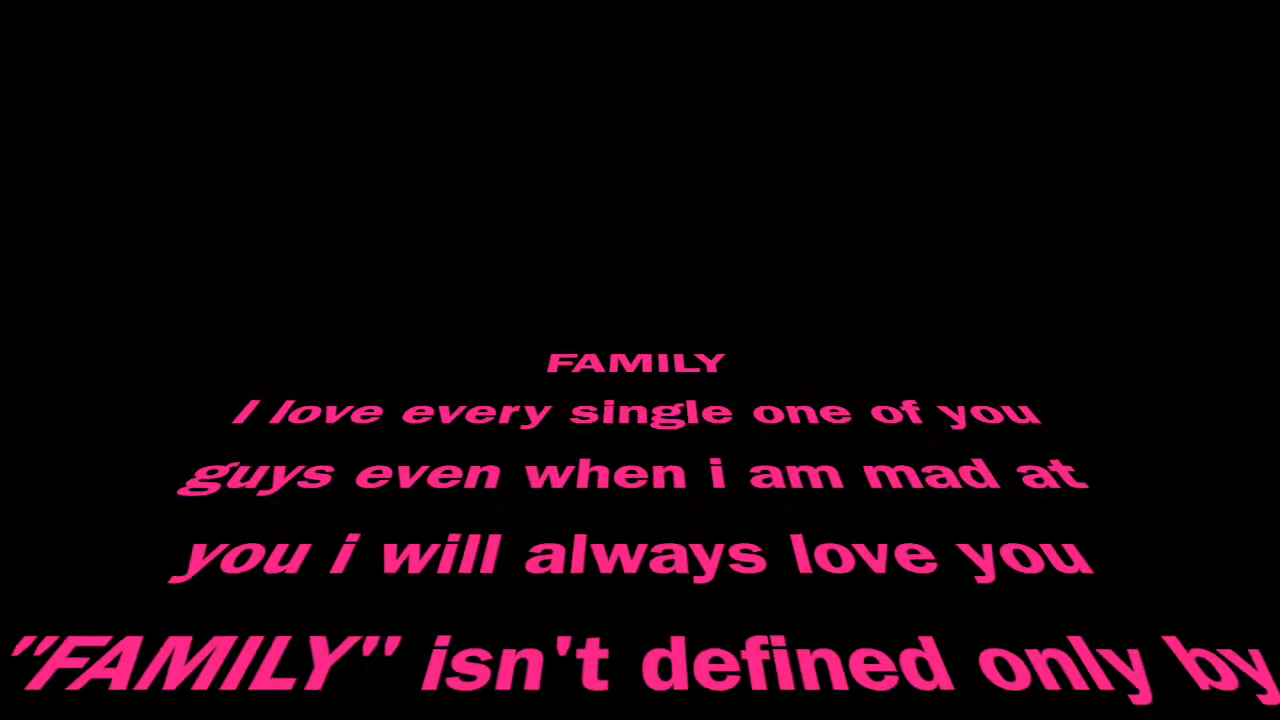 FAMILY
I love every single one of you
guys even when i am mad at
you i will always love you
"FAMILY" isn't defined only by